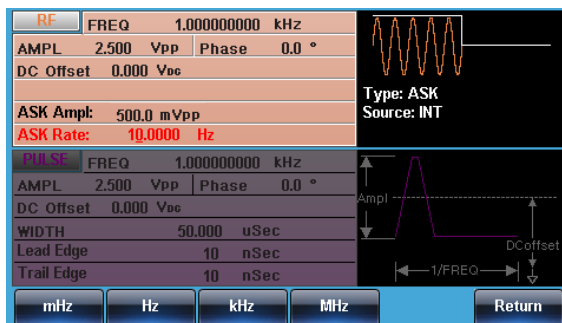 RF FREQ 1.000000000 kHz
AMPL 2.500 Vpp Phase 0.0 °
DC Offset 0.000 VDC
ASK Ampl: 500.0 mVpp
ASK Rate: 10.0000 Hz
Type: ASK
Source: INT
PULSE FREQ 1.000000000 kHz
AMPL 2.500 Vpp Phase 0.0 °
DC Offset 0.000 VDC
WIDTH 50.000 uSec
Lead Edge 10 nSec
Trail Edge 10 nSec
Ampl
DCoffset
1/FREQ
mHz Hz kHz MHz Return